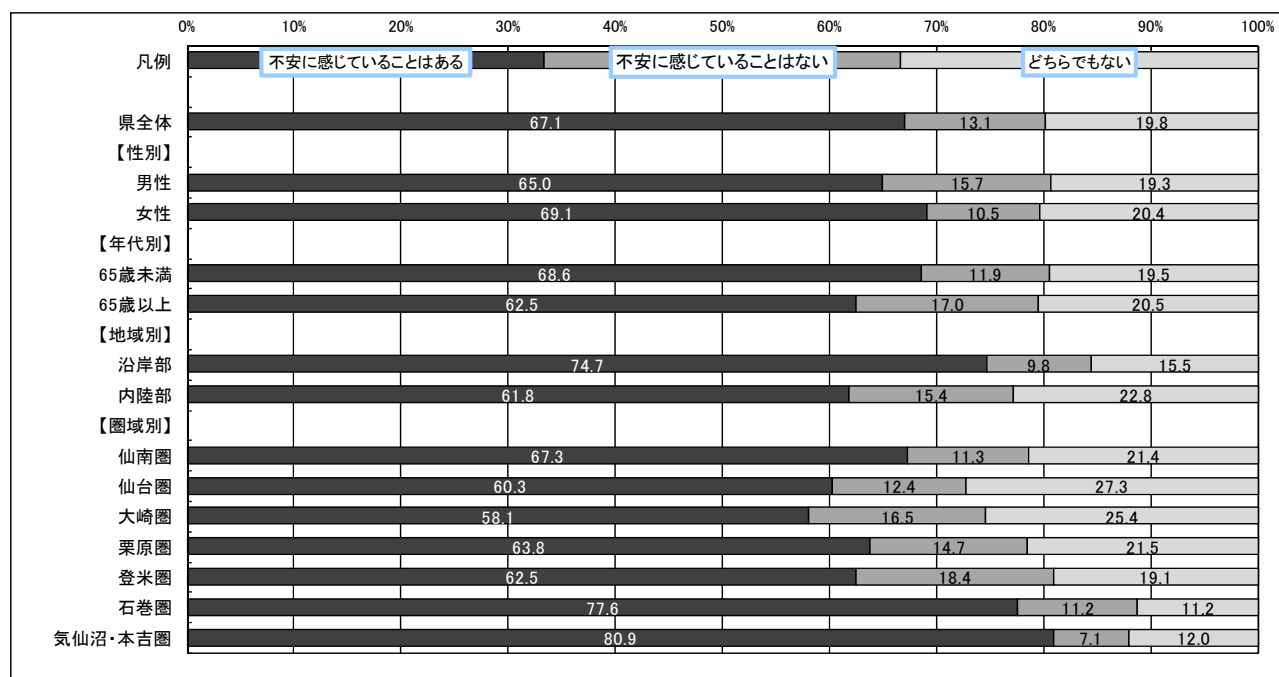 0% 10% 20% 30% 40% 50% 60% 70% 80% 90% 100%
凡例 不安に感じていることはある 不安に感じていることはない どちらでもない
県全体 67.1 13.1 19.8
【性別】
男性 65.0 15.7 19.3
女性 69.1 10.5 20.4
【年代別】
65歳未満 68.6 11.9 19.5
65歳以上 62.5 17.0 20.5
【地域別】
沿岸部 74.7 9.8 15.5
内陸部 61.8 15.4 22.8
【圏域別】
仙南圏 67.3 11.3 21.4
仙台圏 60.3 12.4 27.3
大崎圏 58.1 16.5 25.4
栗原圏 63.8 14.7 21.5
登米圏 62.5 18.4 19.1
石巻圏 77.6 11.2 11.2
気仙沼・本吉圏 80.9 7.1 12.0